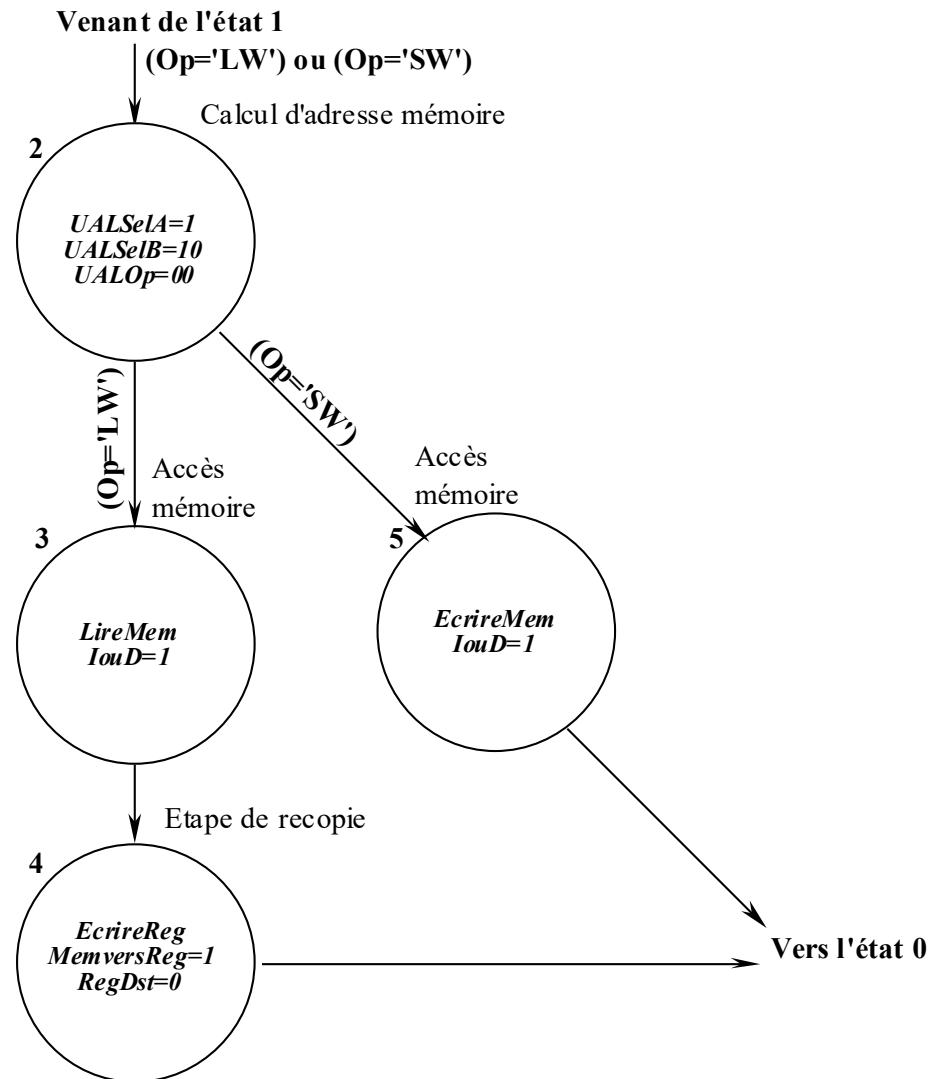 Venant de l'état 1
(Op='LW') ou (Op='SW')
Calcul d'adresse mémoire
2
UALSelA=1
UALSelB=10
UALOp=00
(Op='LW')
(Op='SW')
Accès
mémoire
Accès
mémoire
3
LireMem
IouD=1
5
EcrireMem
IouD=1
Etape de recopie
4
EcrireReg
MemversReg=1
RegDst=0
Vers l'état 0